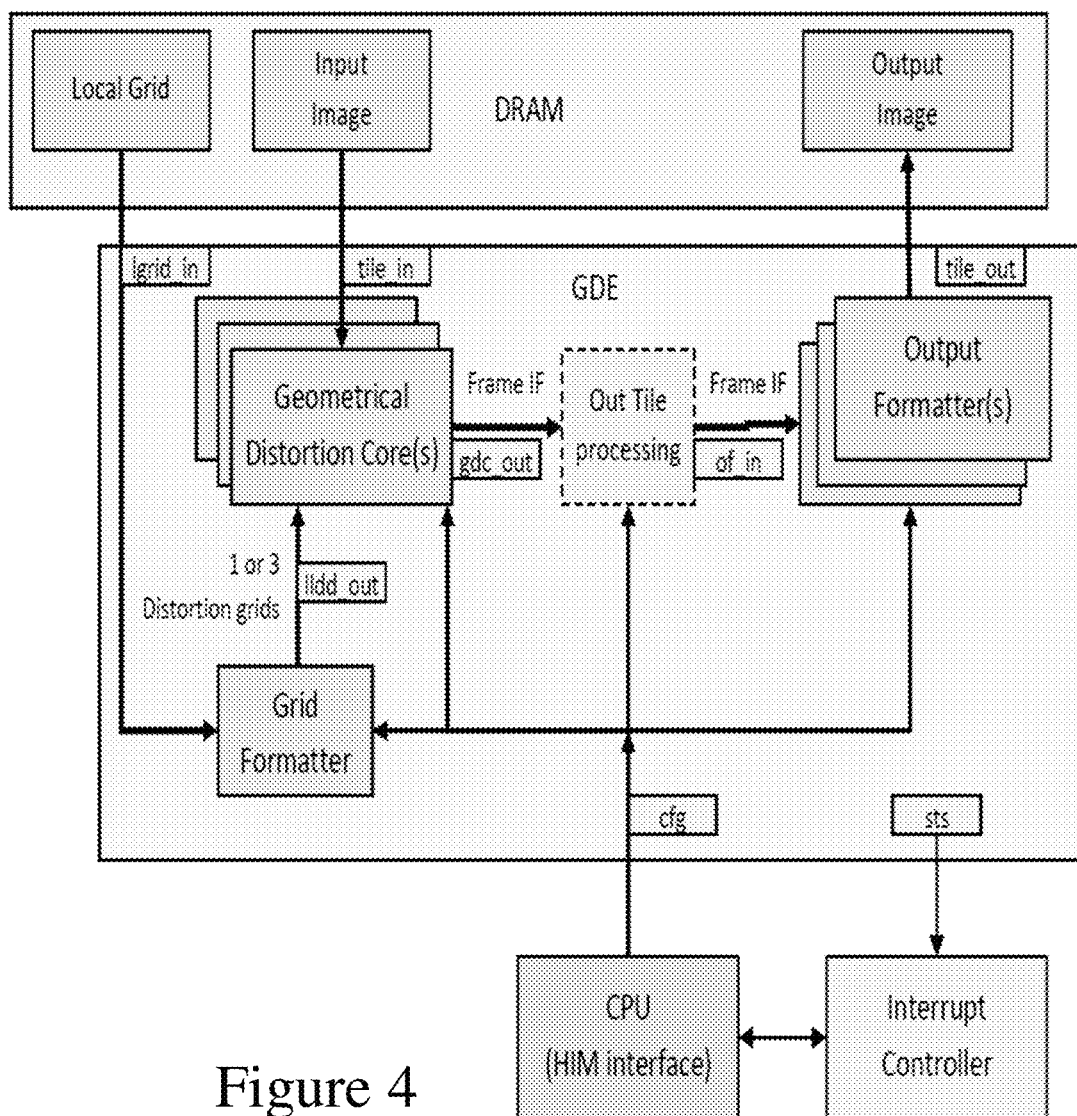 Local Grid
Input
Image
DRAM
Output
Image
lgrid_in
tile_in
GDE
tile_out
Geometrical
Distortion Core(s)
Frame IF
gdc_out
Out Tile
processing
Frame IF
of_in
Output
Formatter(s)
1 or 3
Distortion grids
lldd_out
Grid
Formatter
cfg
sts
CPU
(HIM interface)
Interrupt
Controller
Figure 4